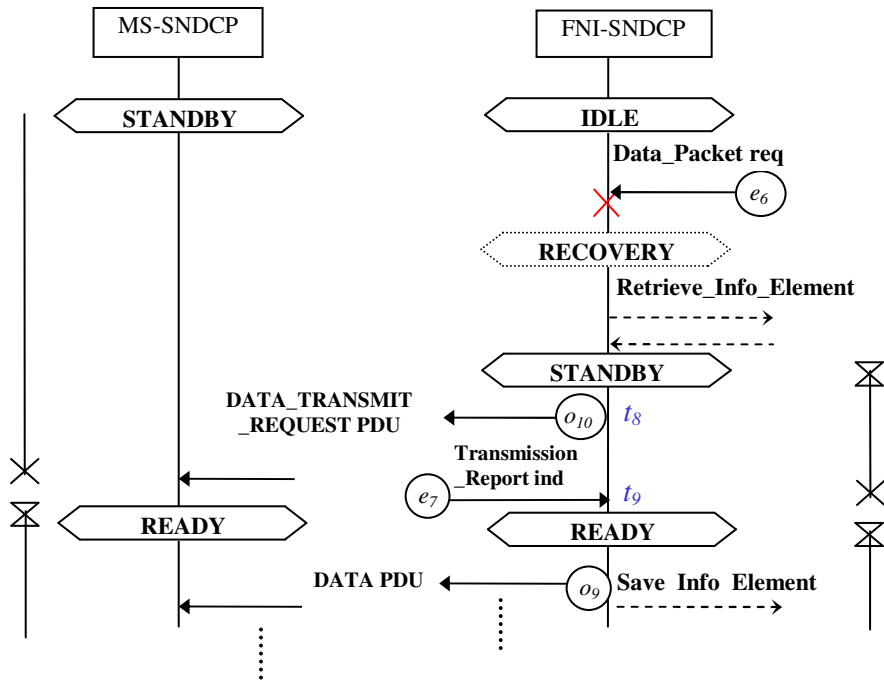 MS-SNDCP
FNI-SNDCP
STANDBY
IDLE
Data_Packet req
e6
RECOVERY
Retrieve_Info_Element
STANDBY
DATA_TRANSMIT
_REQUEST PDU
o10
t8
Transmission
_Report ind
e7
t9
READY
READY
DATA PDU
o9
Save Info Element